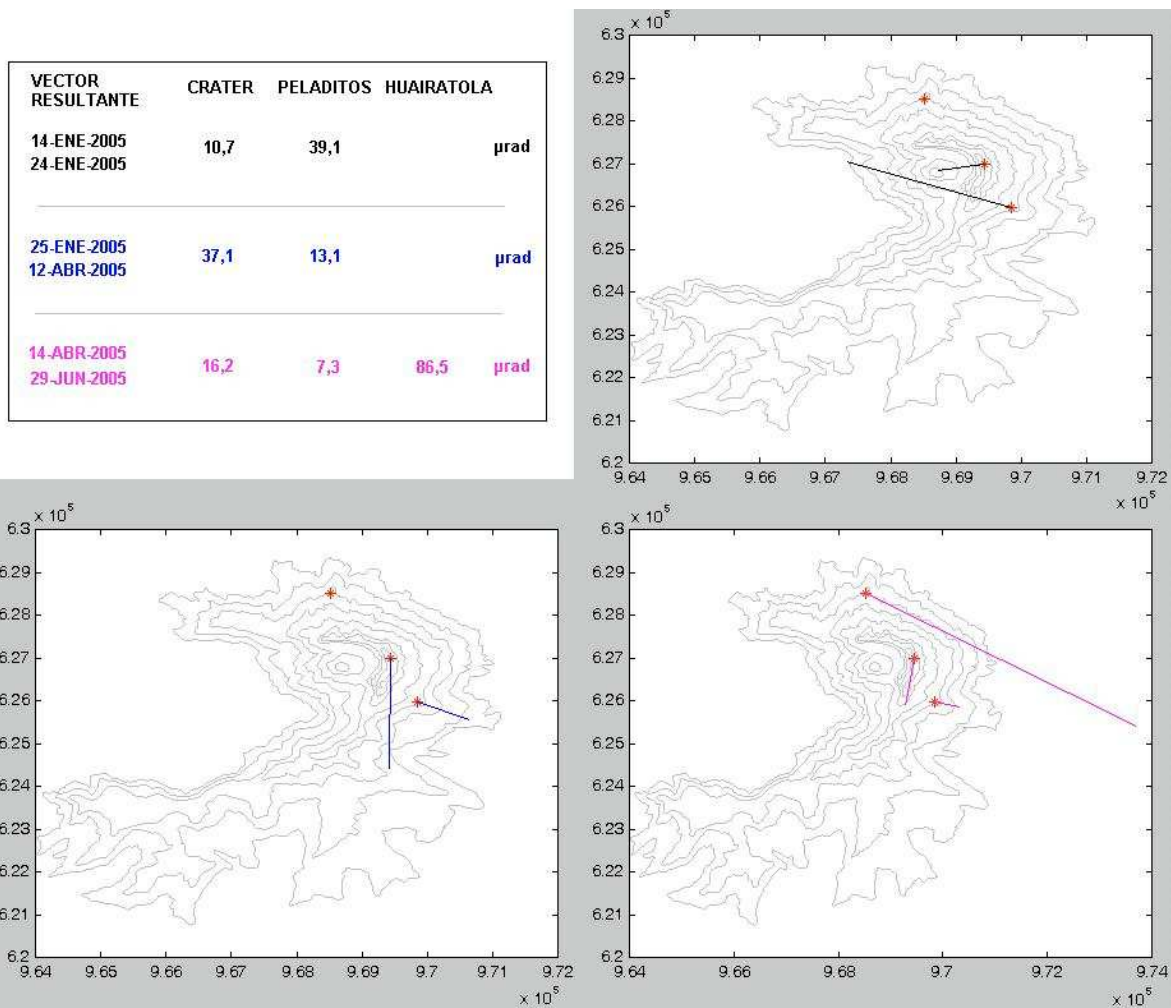 VECTOR RESULTANTE CRATER PELADITOS HUAIRATOLA
14-ENE-2005
24-ENE-2005
10,7 39,1 µrad
25-ENE-2005
12-ABR-2005
37,1 13,1 µrad
14-ABR-2005
29-JUN-2005
16,2 7,3 86,5 µrad
x 10^5
6.3
6.29
6.28
6.27
6.26
6.25
6.24
6.23
6.22
6.21
6.2
9.64 9.65 9.66 9.67 9.68 9.69 9.7 9.71 9.72
x 10^5
x 10^5
6.3
6.29
6.28
6.27
6.26
6.25
6.24
6.23
6.22
6.21
6.2
9.64 9.65 9.66 9.67 9.68 9.69 9.7 9.71 9.72
x 10^5
x 10^5
6.3
6.29
6.28
6.27
6.26
6.25
6.24
6.23
6.22
6.21
6.2
9.64 9.66 9.68 9.7 9.72 9.74
x 10^5